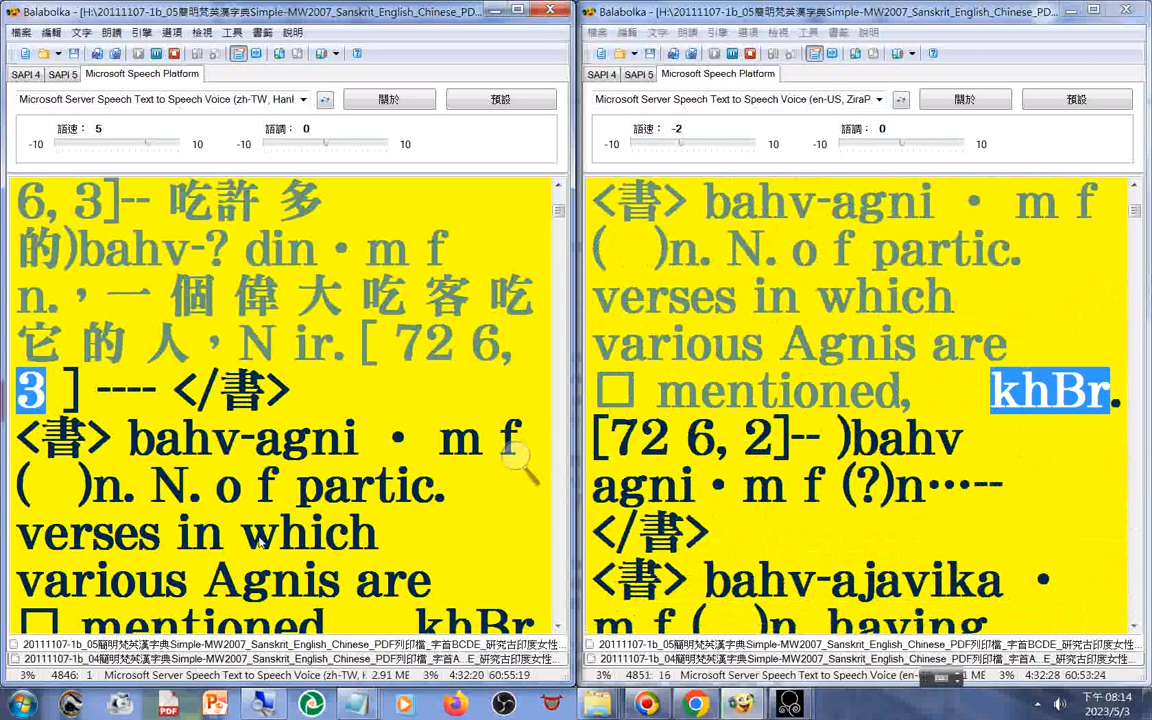 Balabolka - [H:\20111107-1b_05簡明梵英漢字典Simple-MW2007_Sanskrit_English_Chinese_PD...
檔案 編輯 文字 朗讀 引擎 選項 檢視 工具 書籤 說明
SAPI 4 SAPI 5 Microsoft Speech Platform
Microsoft Server Speech Text to Speech Voice (zh-TW, HanI
關於 預設
語速： 5 語調： 0
-10 10 -10 10
6, 3]-- 吃許 多
的)bahv-? din・m f
n.，一 個 偉 大 吃 客 吃
它 的 人，N ir. [ 72 6,
3 ] ---- </書>
<書> bahv-agni ・ m f
( )n. N. o f partic.
verses in which
various Agnis are
□ mentioned, khBr
20111107-1b_05簡明梵英漢字典Simple-MW2007_Sanskrit_English_Chinese_PDF列印檔_字首BCDE_研究古印度女性...
20111107-1b_04簡明梵英漢字典Simple-MW2007_Sanskrit_English_Chinese_PDF列印檔_字首A...E_研究古印度女性...
3% 4846: 1 Microsoft Server Speech Text to Speech Voice (zh-TW, H 2.91 ME 3% 4:32:20 60:55:19
Balabolka - [H:\20111107-1b_05簡明梵英漢字典Simple-MW2007_Sanskrit_English_Chinese_PD...
檔案 編輯 文字 朗讀 引擎 選項 檢視 工具 書籤 說明
SAPI 4 SAPI 5 Microsoft Speech Platform
Microsoft Server Speech Text to Speech Voice (en-US, ZiraP
關於 預設
語速： -2 語調： 0
-10 10 -10 10
<書> bahv-agni ・ m f
( )n. N. o f partic.
verses in which
various Agnis are
□ mentioned, khBr.
[72 6, 2]-- )bahv
agni・m f (?)n…--
</書>
<書> bahv-ajavika ・
m f ( )n. having
20111107-1b_05簡明梵英漢字典Simple-MW2007_Sanskrit_English_Chinese_PDF列印檔_字首BCDE_研究古印度女性...
20111107-1b_04簡明梵英漢字典Simple-MW2007_Sanskrit_English_Chinese_PDF列印檔_字首A...E_研究古印度女性...
3% 4851: 16 Microsoft Server Speech Text to Speech Voice (en-US ME 3% 4:32:28 60:53:24
下午 08:14
2023/5/3